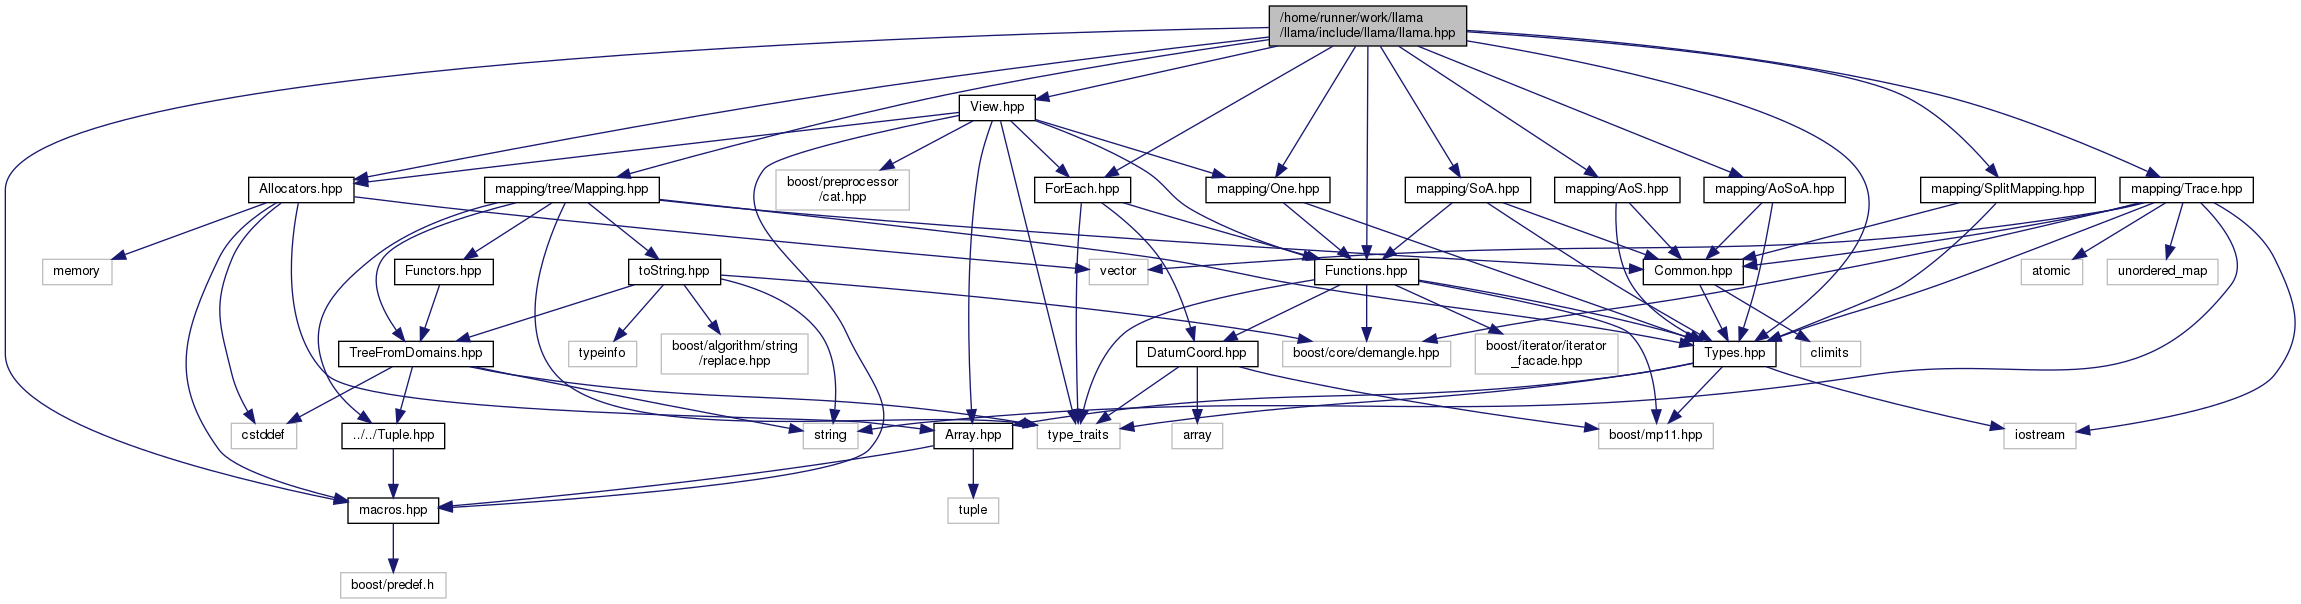 /home/runner/work/llama
/llama/include/llama/llama.hpp
View.hpp
boost/preprocessor
/cat.hpp
Allocators.hpp
mapping/tree/Mapping.hpp
ForEach.hpp
mapping/One.hpp
mapping/SoA.hpp
mapping/AoS.hpp
mapping/AoSoA.hpp
mapping/SplitMapping.hpp
mapping/Trace.hpp
memory
Functors.hpp
toString.hpp
vector
Functions.hpp
Common.hpp
atomic
unordered_map
TreeFromDomains.hpp
typeinfo
boost/algorithm/string
/replace.hpp
DatumCoord.hpp
boost/core/demangle.hpp
boost/iterator/iterator
_facade.hpp
Types.hpp
climits
cstddef
../../Tuple.hpp
string
Array.hpp
type_traits
array
boost/mp11.hpp
iostream
macros.hpp
tuple
boost/predef.h